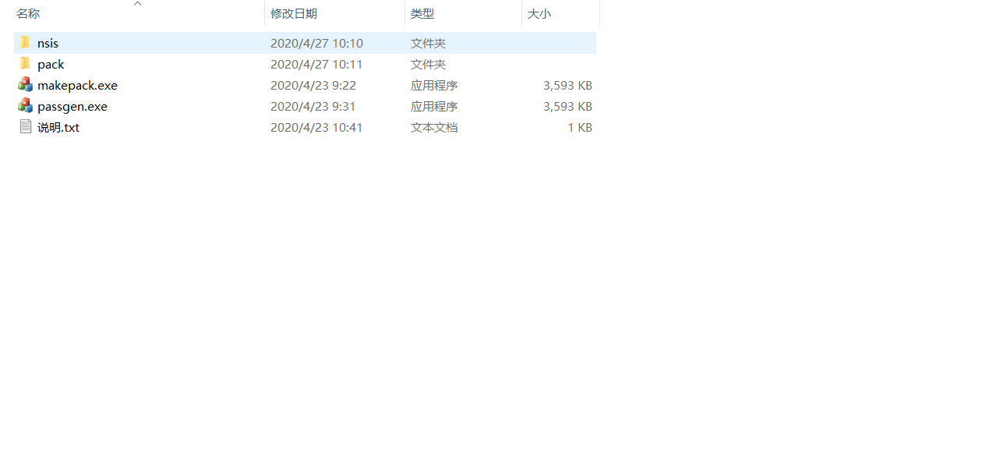 名称 修改日期 类型 大小
nsis 2020/4/27 10:10 文件夹
pack 2020/4/27 10:11 文件夹
makepack.exe 2020/4/23 9:22 应用程序 3,593 KB
passgen.exe 2020/4/23 9:31 应用程序 3,593 KB
说明.txt 2020/4/23 10:41 文本文档 1 KB